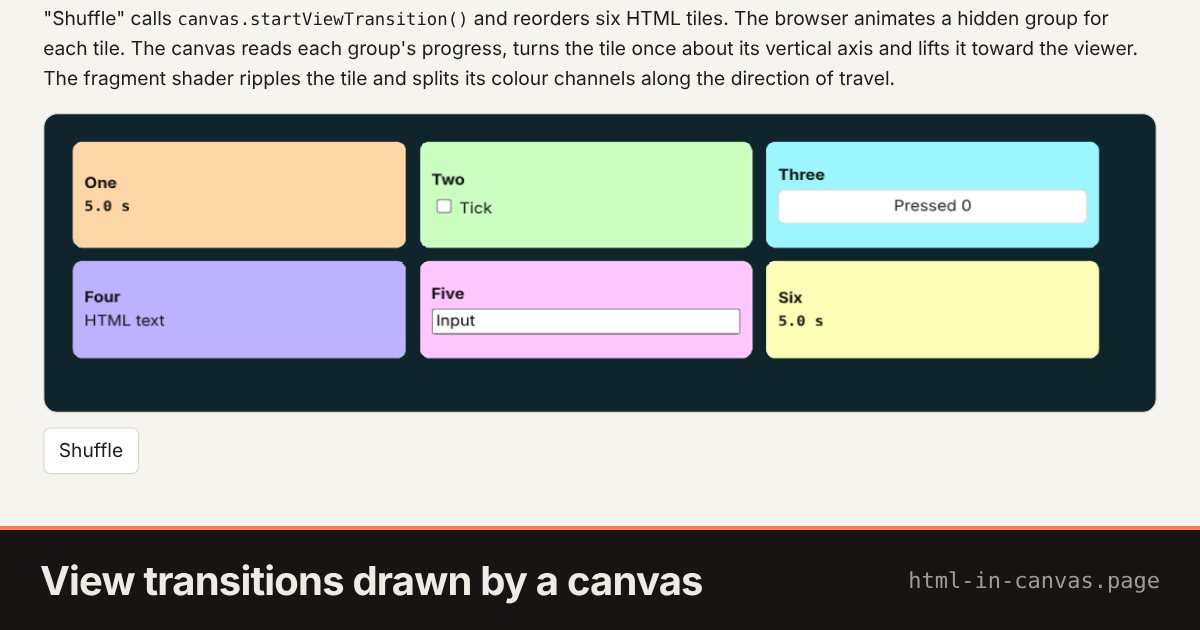 "Shuffle" calls canvas.startViewTransition() and reorders six HTML tiles. The browser animates a hidden group for
each tile. The canvas reads each group's progress, turns the tile once about its vertical axis and lifts it toward the viewer.
The fragment shader ripples the tile and splits its colour channels along the direction of travel.
One
5.0 s
Two
Tick
Three
Pressed 0
Four
HTML text
Five
Input
Six
5.0 s
Shuffle
View transitions drawn by a canvas
html-in-canvas.page